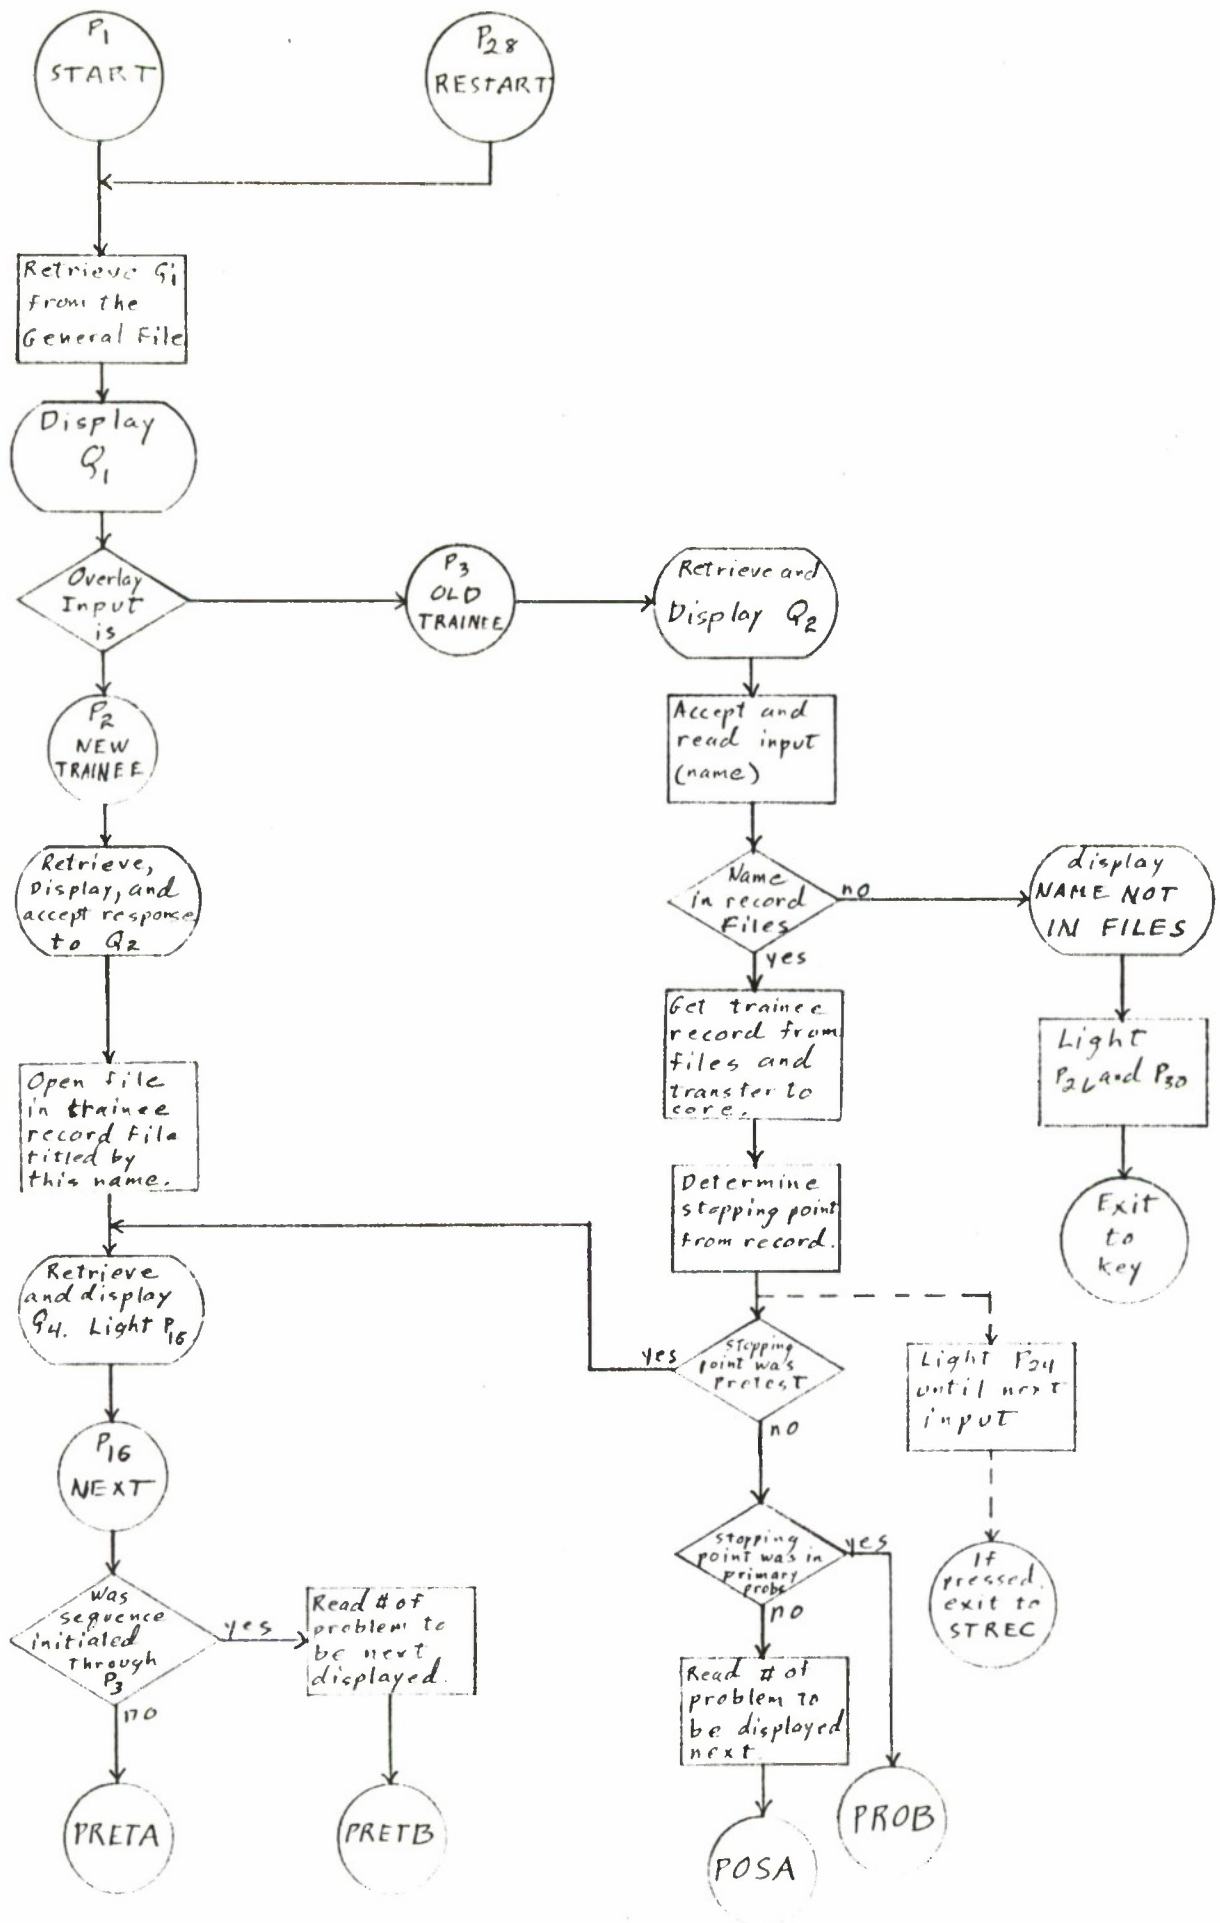 P1
START
P28
RESTART
Retrieve Q1
from the
General File
Display
Q1
Overlay
Input
is
P3
OLD
TRAINEE
Retrieve and
Display Q2
P2
NEW
TRAINEE
Accept and
read input
(name)
Retrieve,
Display, and
accept response
to Q2
Name
in record
Files
no
yes
display
NAME NOT
IN FILES
Get trainee
record from
files and
transfer to
core.
Light
and P30
Open file
in trainee
record file
titled by
this name.
Determine
stopping point
from record.
Exit
to
key
Retrieve
and display
Q4. Light P16
stopping
point was
Pretest
yes
no
Light P24
until next
input
P16
NEXT
stopping
point was in
primary
probs
yes
no
If
pressed,
exit to
STREC
was
sequence
initiated
through
P3
yes
no
Read # of
problem to
be next
displayed.
Read # of
problem to
be displayed
next
PRETA
PRETB
POSA
PROB